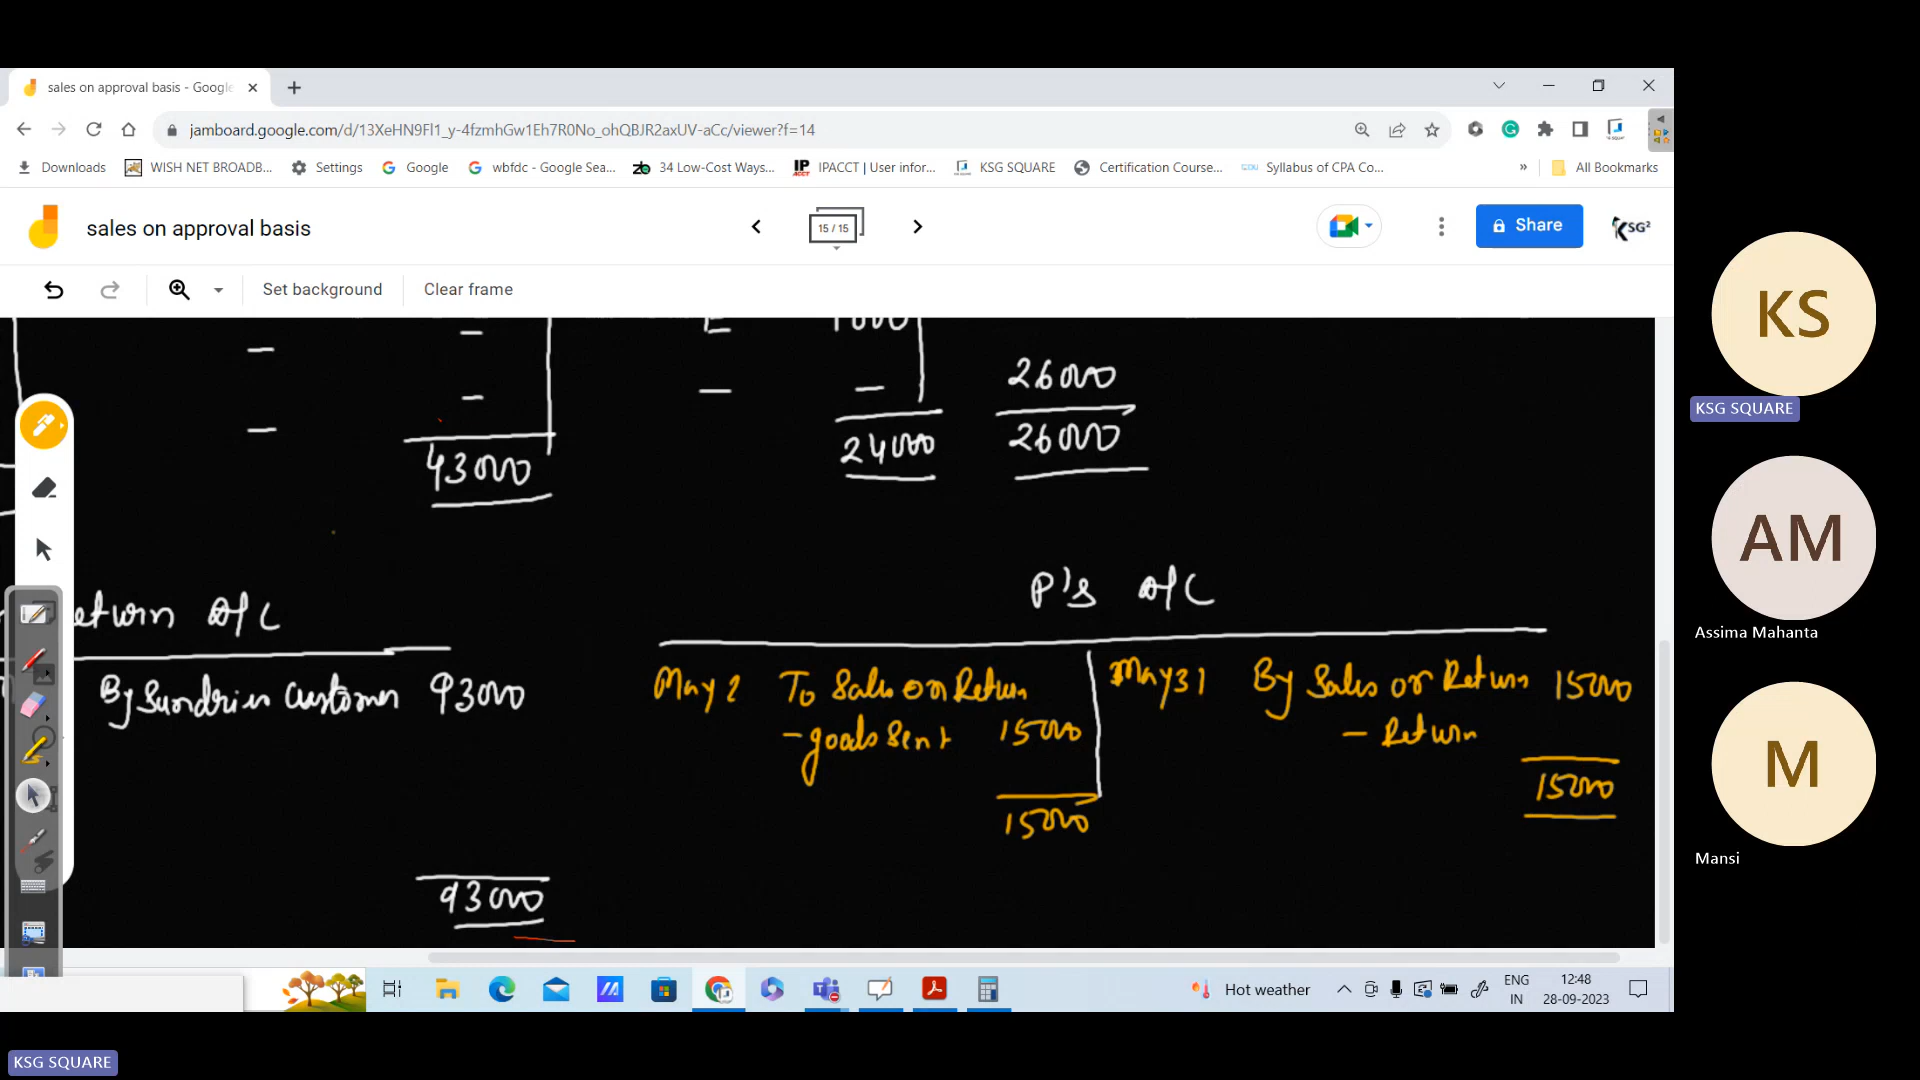 sales on approval basis - Google
jamboard.google.com/d/13XeHN9Fl1_y-4fzmhGw1Eh7R0No_ohQBJR2axUV-aCc/viewer?f=14
Downloads
WISH NET BROADB...
Settings
Google
wbfdc - Google Sea...
34 Low-Cost Ways...
IPACCT | User infor...
KSG SQUARE
Certification Course...
Syllabus of CPA Co...
»
All Bookmarks
sales on approval basis
15 / 15
Share
KSG²
Set background
Clear frame
E 1000
26000
24000 26000
43000
P's A/C
eturn A/C
By Sundries Customer 93000
May 2 To Sales or Return
- goods sent 15000
May 31 By Sales or Return 15000
- Return
15000
15000
93000
Hot weather
ENG
IN
12:48
28-09-2023
KS
KSG SQUARE
AM
Assima Mahanta
M
Mansi
KSG SQUARE